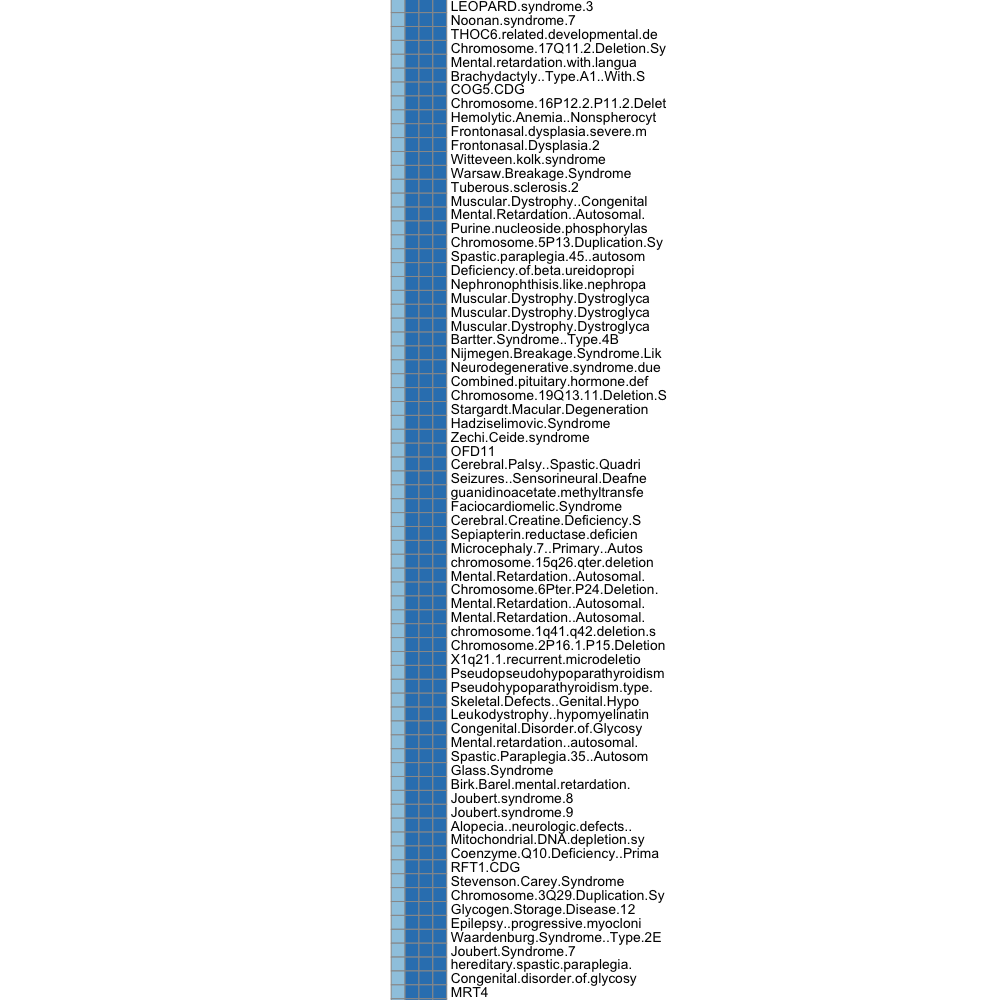 LEOPARD.syndrome.3
Noonan.syndrome.7
THOC6.related.developmental.de
Chromosome.17Q11.2.Deletion.Sy
Mental.retardation.with.langua
Brachydactyly..Type.A1..With.S
COG5.CDG
Chromosome.16P12.2.P11.2.Delet
Hemolytic.Anemia..Nonspherocyt
Frontonasal.dysplasia.severe.m
Frontonasal.Dysplasia.2
Witteveen.kolk.syndrome
Warsaw.Breakage.Syndrome
Tuberous.sclerosis.2
Muscular.Dystrophy..Congenital
Mental.Retardation..Autosomal.
Purine.nucleoside.phosphorylas
Chromosome.5P13.Duplication.Sy
Spastic.paraplegia.45..autosom
Deficiency.of.beta.ureidopropi
Nephronophthisis.like.nephropa
Muscular.Dystrophy.Dystroglyca
Muscular.Dystrophy.Dystroglyca
Muscular.Dystrophy.Dystroglyca
Bartter.Syndrome..Type.4B
Nijmegen.Breakage.Syndrome.Lik
Neurodegenerative.syndrome.due
Combined.pituitary.hormone.def
Chromosome.19Q13.11.Deletion.S
Stargardt.Macular.Degeneration
Hadziselimovic.Syndrome
Zechi.Ceide.syndrome
OFD11
Cerebral.Palsy..Spastic.Quadri
Seizures..Sensorineural.Deafne
guanidinoacetate.methyltransfe
Faciocardiomelic.Syndrome
Cerebral.Creatine.Deficiency.S
Sepiapterin.reductase.deficien
Microcephaly.7..Primary..Autos
chromosome.15q26.qter.deletion
Mental.Retardation..Autosomal.
Chromosome.6Pter.P24.Deletion.
Mental.Retardation..Autosomal.
Mental.Retardation..Autosomal.
chromosome.1q41.q42.deletion.s
Chromosome.2P16.1.P15.Deletion
X1q21.1.recurrent.microdeletio
Pseudopseudohypoparathyroidism
Pseudohypoparathyroidism.type.
Skeletal.Defects..Genital.Hypo
Leukodystrophy..hypomyelinatin
Congenital.Disorder.of.Glycosy
Mental.retardation..autosomal.
Spastic.Paraplegia.35..Autosom
Glass.Syndrome
Birk.Barel.mental.retardation.
Joubert.syndrome.8
Joubert.syndrome.9
Alopecia..neurologic.defects..
Mitochondrial.DNA.depletion.sy
Coenzyme.Q10.Deficiency..Prima
RFT1.CDG
Stevenson.Carey.Syndrome
Chromosome.3Q29.Duplication.Sy
Glycogen.Storage.Disease.12
Epilepsy..progressive.myocloni
Waardenburg.Syndrome..Type.2E
Joubert.Syndrome.7
hereditary.spastic.paraplegia.
Congenital.disorder.of.glycosy
MRT4